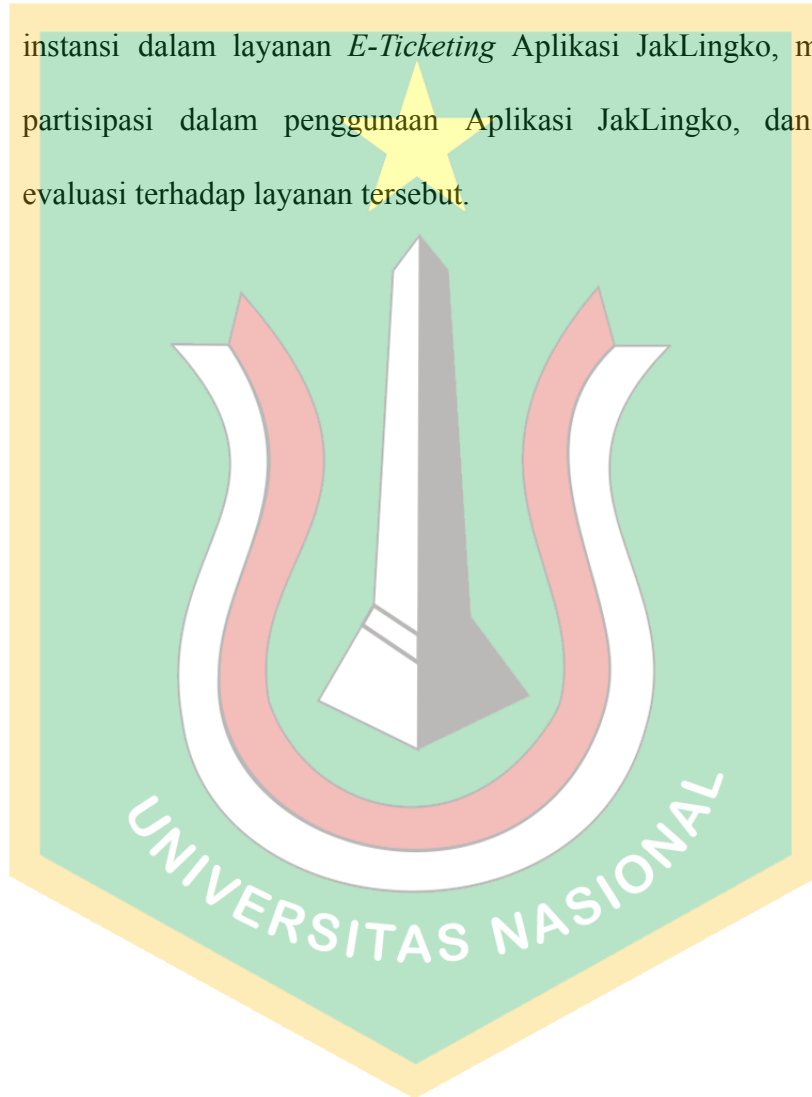 instansi dalam layanan E-Ticketing Aplikasi JakLingko,
partisipasi dalam penggunaan Aplikasi JakLingko, dan
evaluasi terhadap layanan tersebut.
UNIVERSITAS NASIONAL